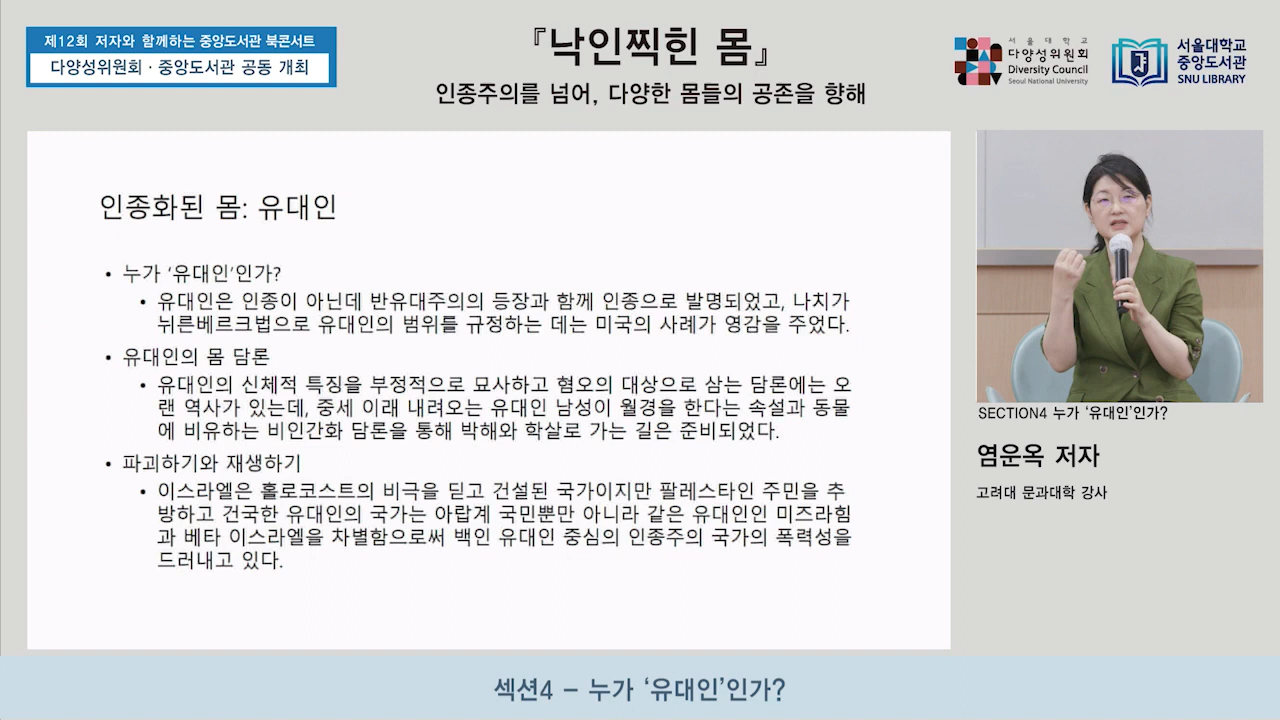 제12회 저자와 함께하는 중앙도서관 북콘서트
다양성위원회 · 중앙도서관 공동 개최
『낙인찍힌 몸』
인종주의를 넘어, 다양한 몸들의 공존을 향해
서울대학교
다양성위원회
Diversity Council
Seoul National University
서울대학교
중앙도서관
SNU LIBRARY
인종화된 몸: 유대인
• 누가 ‘유대인’인가?
• 유대인은 인종이 아닌데 반유대주의의 등장과 함께 인종으로 발명되었고, 나치가
뉘른베르크법으로 유대인의 범위를 규정하는 데는 미국의 사례가 영감을 주었다.
• 유대인의 몸 담론
• 유대인의 신체적 특징을 부정적으로 묘사하고 혐오의 대상으로 삼는 담론에는 오
랜 역사가 있는데, 중세 이래 내려오는 유대인 남성이 월경을 한다는 속설과 동물
에 비유하는 비인간화 담론을 통해 박해와 학살로 가는 길은 준비되었다.
• 파괴하기와 재생하기
• 이스라엘은 홀로코스트의 비극을 딛고 건설된 국가이지만 팔레스타인 주민을 추
방하고 건국한 유대인의 국가는 아랍계 국민뿐만 아니라 같은 유대인인 미즈라힘
과 베타 이스라엘을 차별함으로써 백인 유대인 중심의 인종주의 국가의 폭력성을
드러내고 있다.
SECTION4 누가 ‘유대인’인가?
염운옥 저자
고려대 문과대학 강사
섹션4 – 누가 ‘유대인’인가?